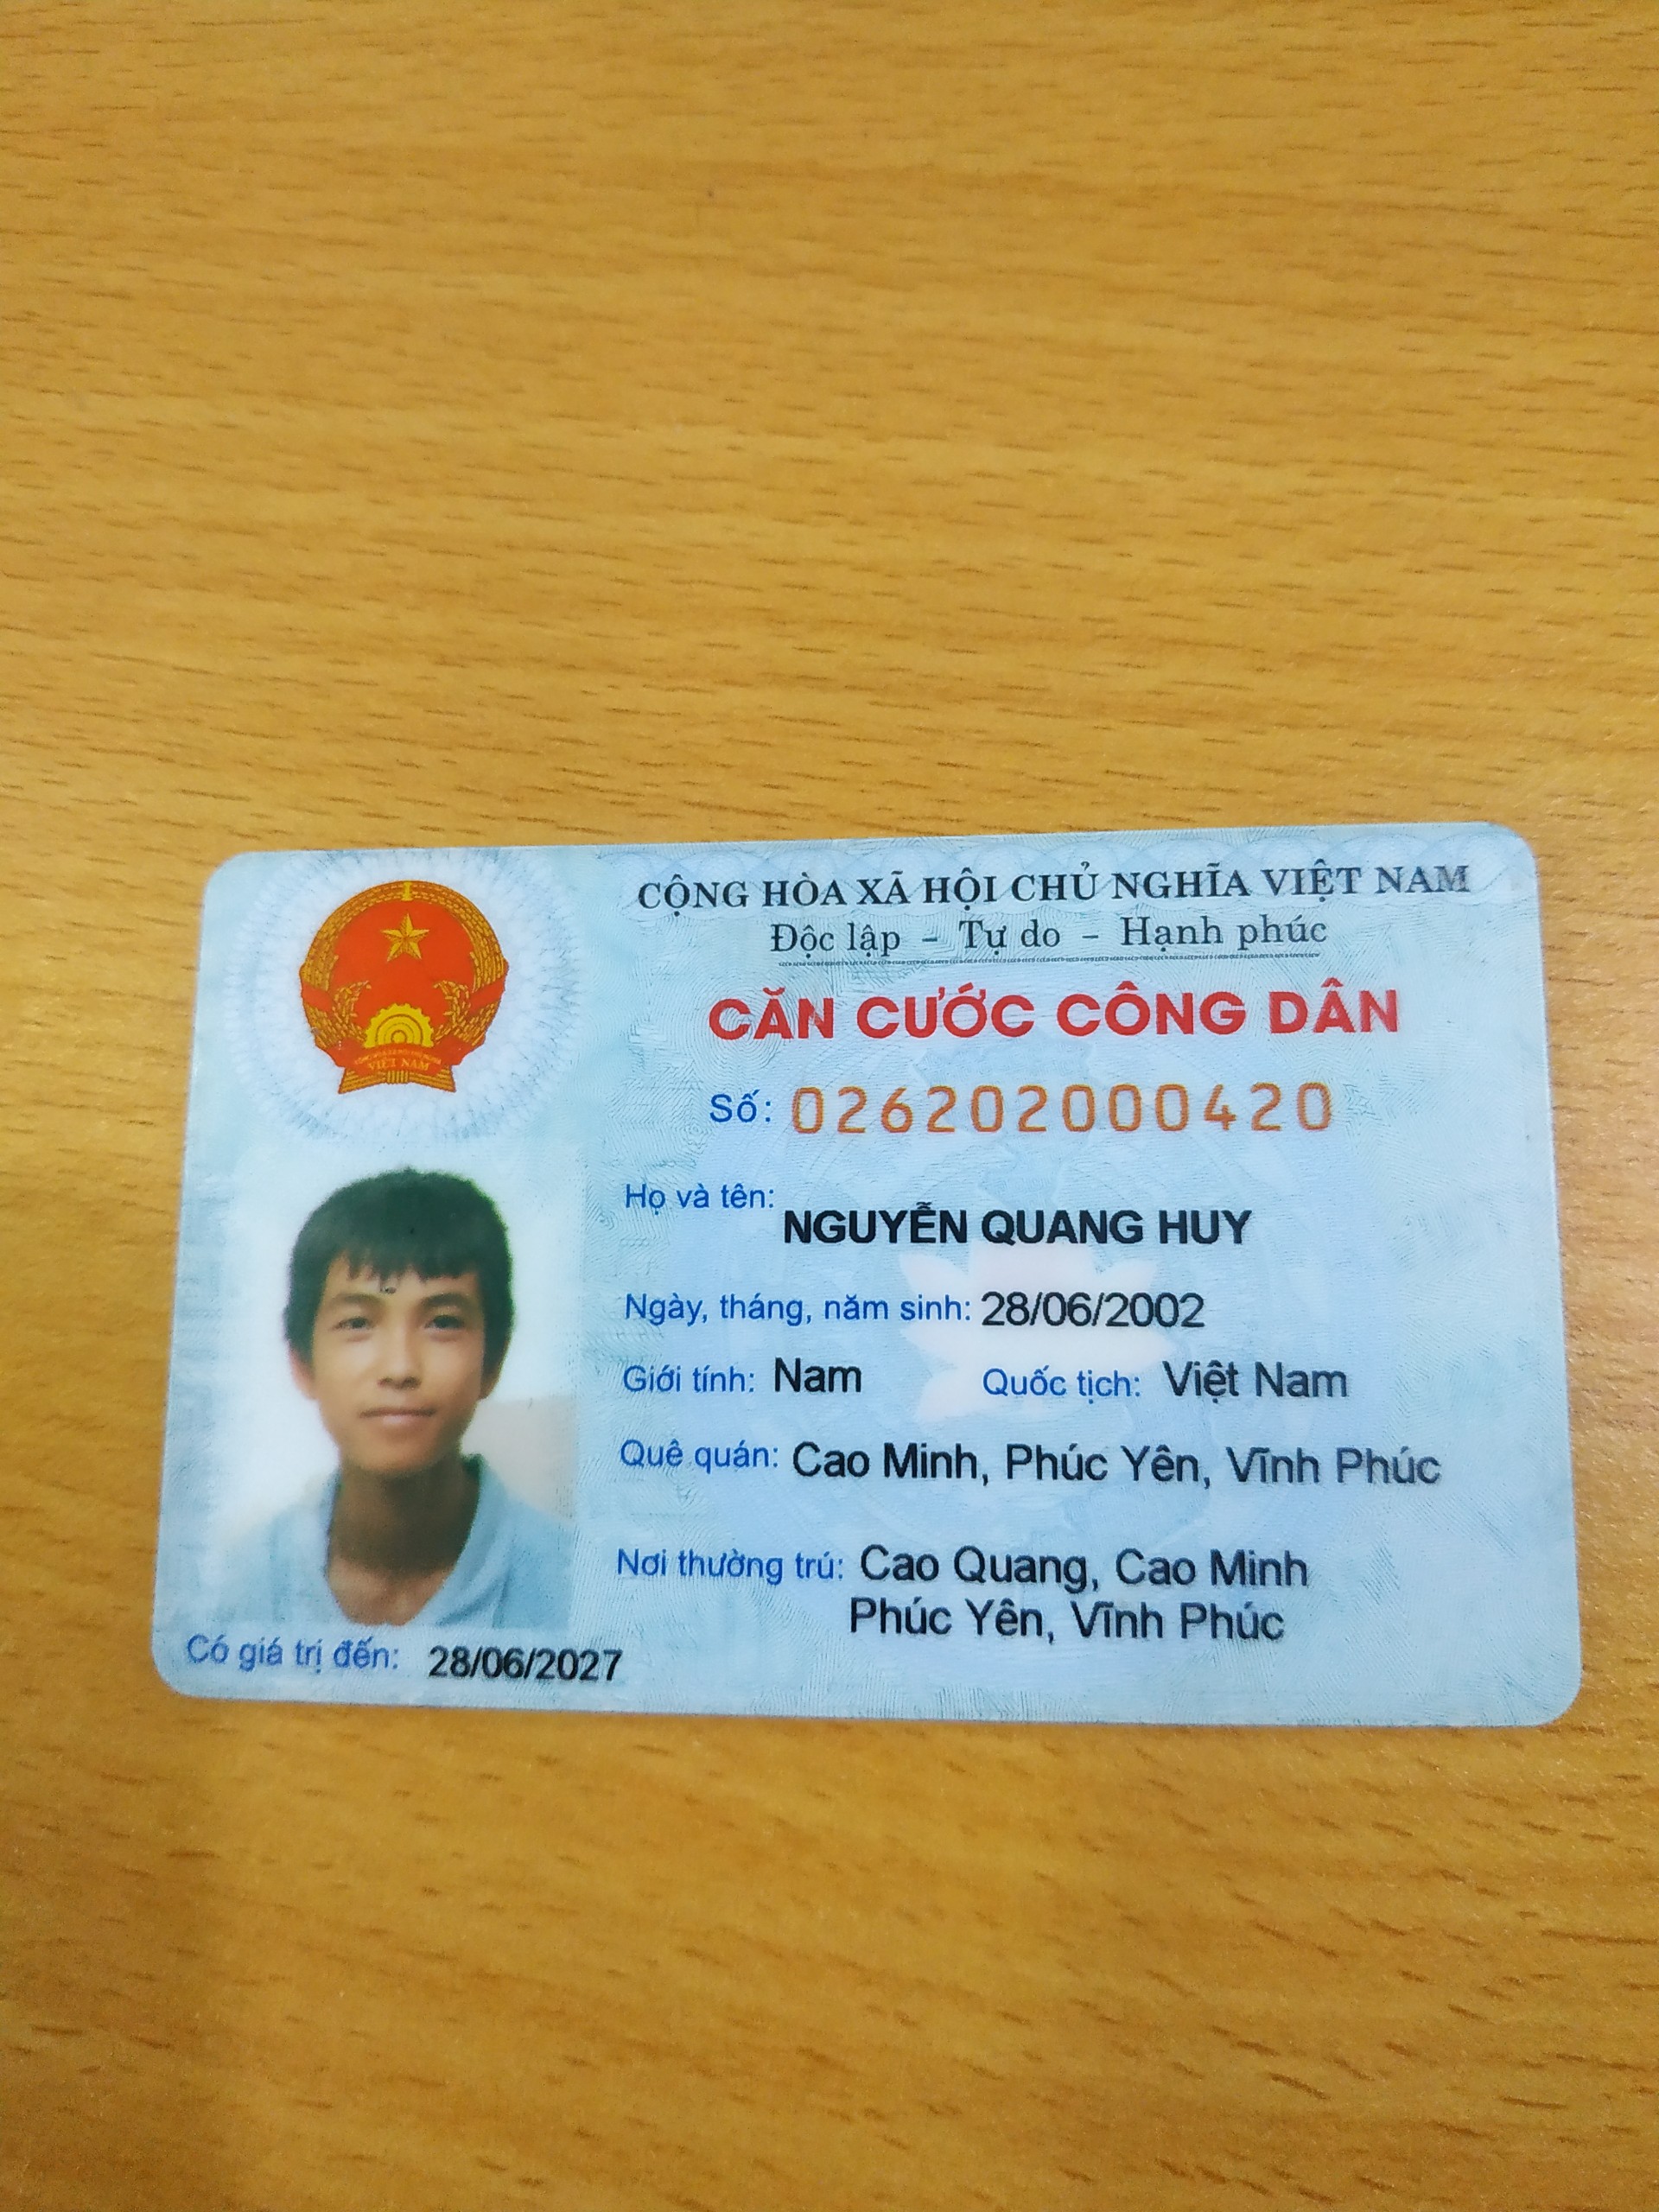 CỘNG HÒA XÃ HỘI CHỦ NGHĨA VIỆT NAM
Độc lập – Tự do – Hạnh phúc
CĂN CƯỚC CÔNG DÂN
Số: 026202000420
Họ và tên: NGUYỄN QUANG HUY
Ngày, tháng, năm sinh: 28/06/2002
Giới tính: Nam Quốc tịch: Việt Nam
Quê quán: Cao Minh, Phúc Yên, Vĩnh Phúc
Nơi thường trú: Cao Quang, Cao Minh
Phúc Yên, Vĩnh Phúc
Có giá trị đến: 28/06/2027
VIỆT NAM